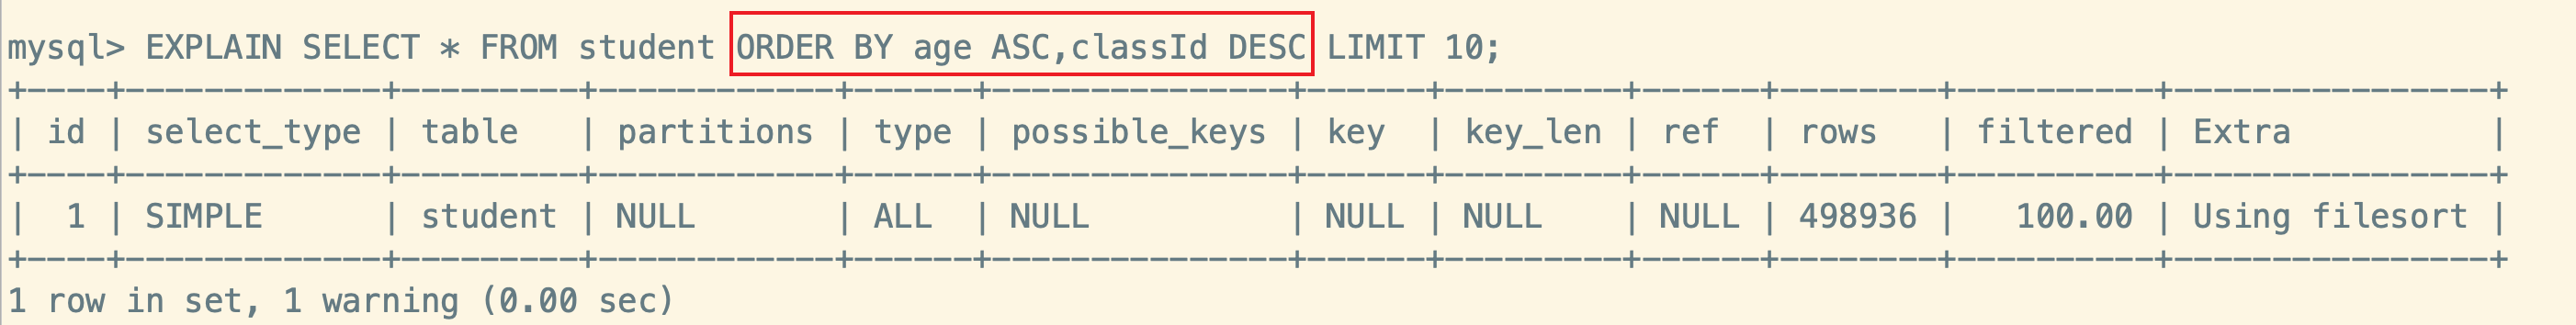 mysql> EXPLAIN SELECT * FROM student ORDER BY age ASC,classId DESC LIMIT 10;
+----+-------------+---------+------------+------+---------------+------+---------+------+--------+----------+----------------+
| id | select_type | table   | partitions | type | possible_keys | key  | key_len | ref  | rows   | filtered | Extra          |
+----+-------------+---------+------------+------+---------------+------+---------+------+--------+----------+----------------+
|  1 | SIMPLE      | student | NULL       | ALL  | NULL          | NULL | NULL    | NULL | 498936 |   100.00 | Using filesort |
+----+-------------+---------+------------+------+---------------+------+---------+------+--------+----------+----------------+
1 row in set, 1 warning (0.00 sec)